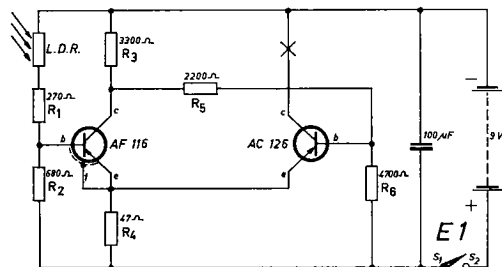 L.D.R.
3300Ω
R3
2200Ω
R5
270Ω
R1
c
c
b
AF 116
AC 126
b
100µF
−
9V
+
680Ω
R2
f
e
e
4700Ω
R6
47Ω
R4
E1
S1
S2